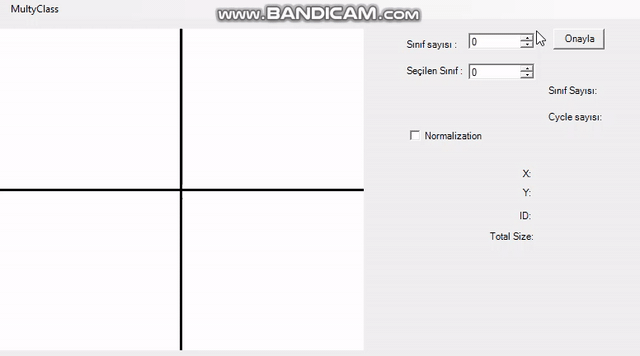 MultyClass
www.BANDICAM.com
Sınıf sayısı :
0
Onayla
Seçilen Sınıf :
0
Sınıf Sayısı:
Cycle sayısı:
Normalization
X:
Y:
ID:
Total Size: